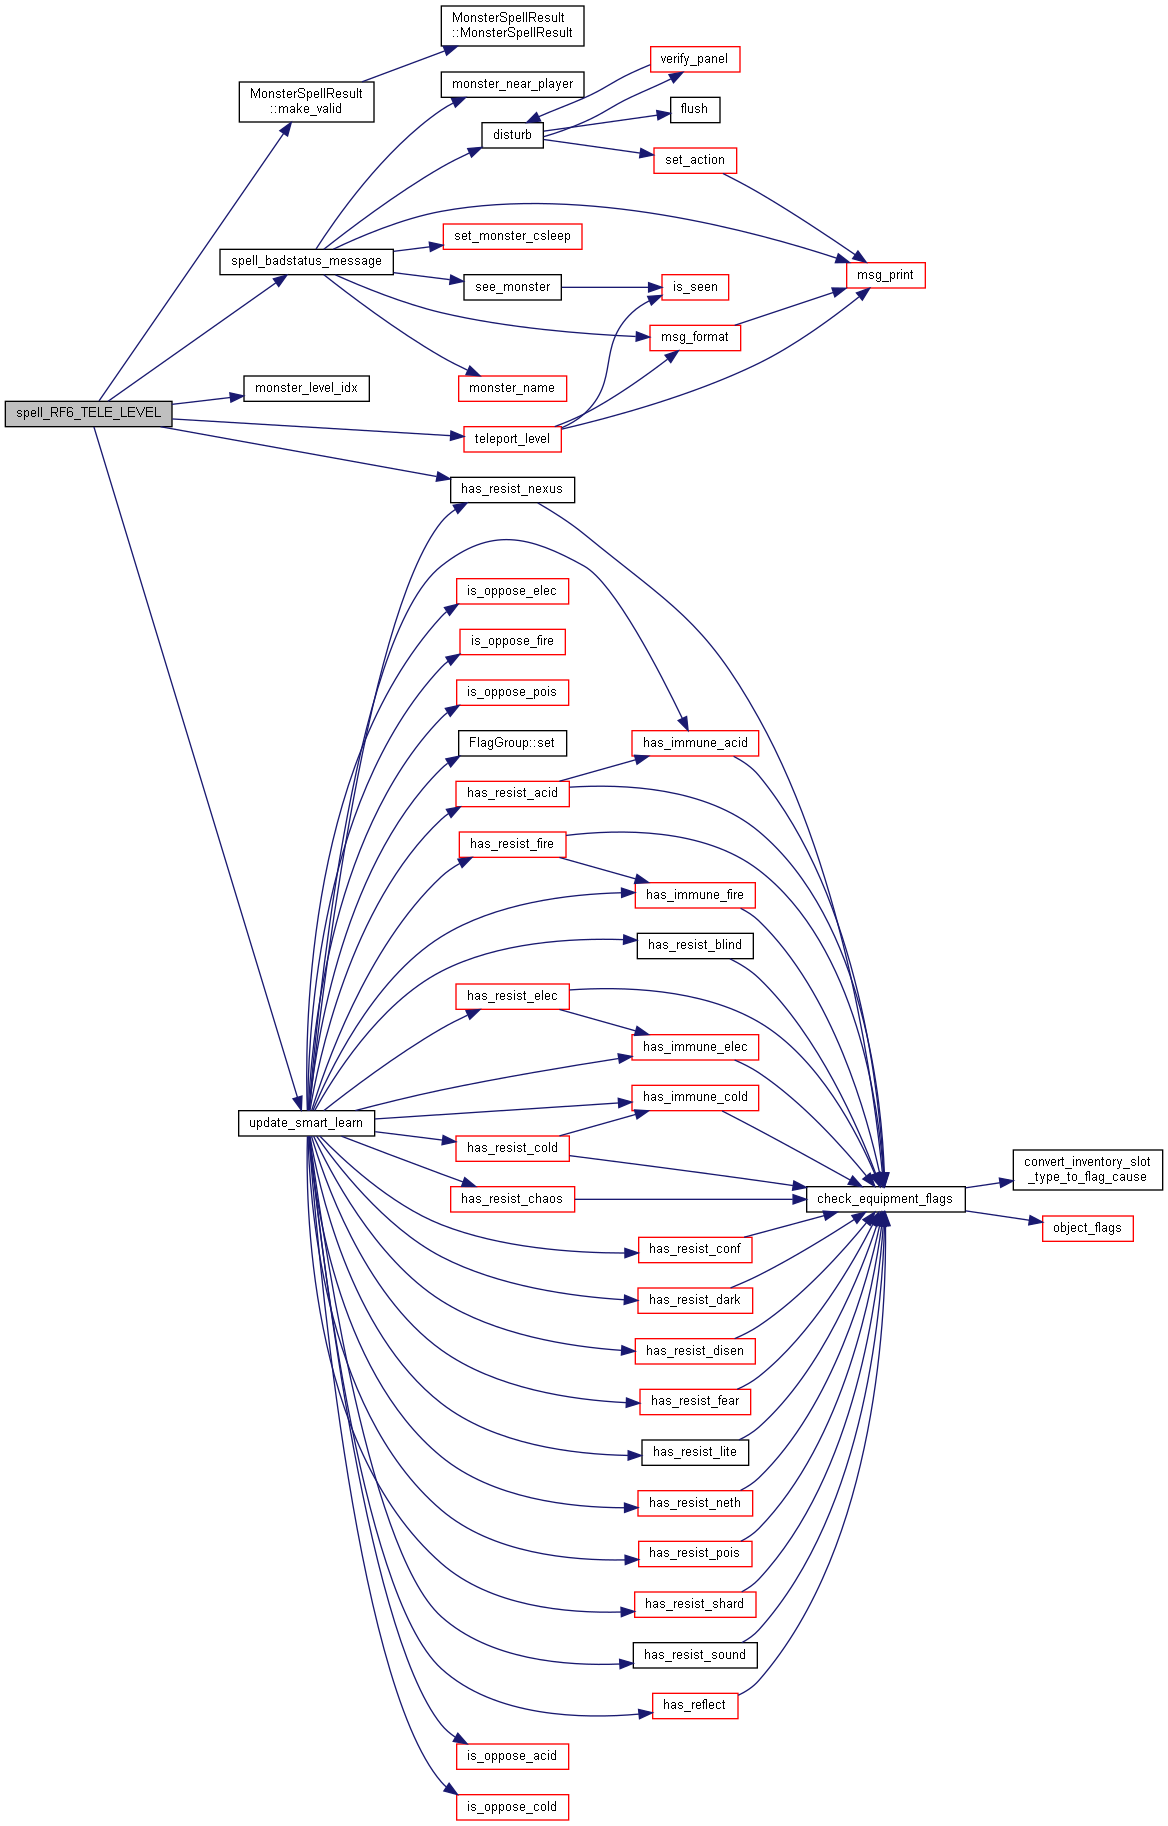 MonsterSpellResult
::MonsterSpellResult
verify_panel
monster_near_player
MonsterSpellResult
::make_valid
flush
disturb
set_action
set_monster_csleep
spell_badstatus_message
msg_print
see_monster
is_seen
msg_format
monster_level_idx
monster_name
spell_RF6_TELE_LEVEL
teleport_level
has_resist_nexus
is_oppose_elec
is_oppose_fire
is_oppose_pois
FlagGroup::set
has_immune_acid
has_resist_acid
has_resist_fire
has_immune_fire
has_resist_blind
has_resist_elec
has_immune_elec
has_immune_cold
update_smart_learn
has_resist_cold
convert_inventory_slot
_type_to_flag_cause
has_resist_chaos
check_equipment_flags
object_flags
has_resist_conf
has_resist_dark
has_resist_disen
has_resist_fear
has_resist_lite
has_resist_neth
has_resist_pois
has_resist_shard
has_resist_sound
has_reflect
is_oppose_acid
is_oppose_cold